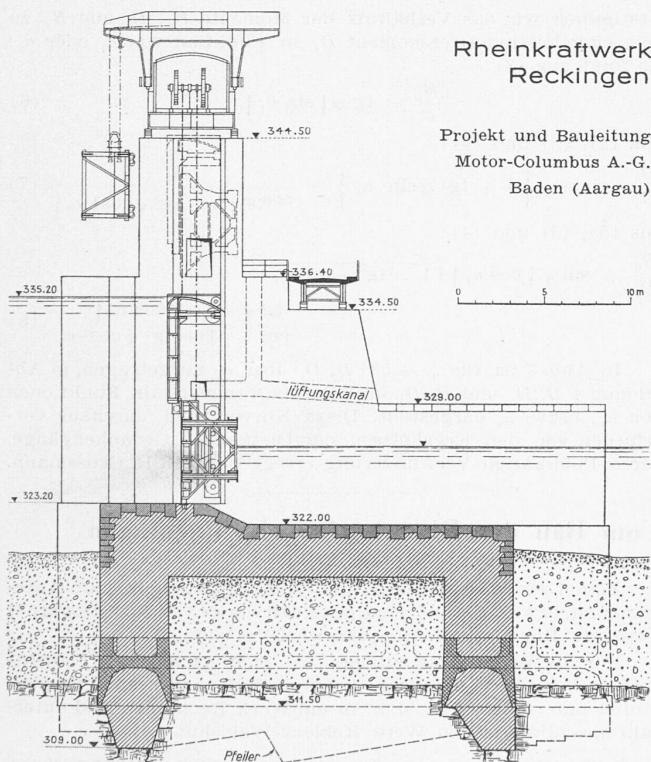 Rheinkraftwerk
Reckingen
Projekt und Bauleitung
Motor-Columbus A.-G.
Baden (Aargau)
344.50
336.40
335.20
0 5 10 m
334.50
lüftungskanal
329.00
323.20
322.00
311.50
309.00
Pfeiler